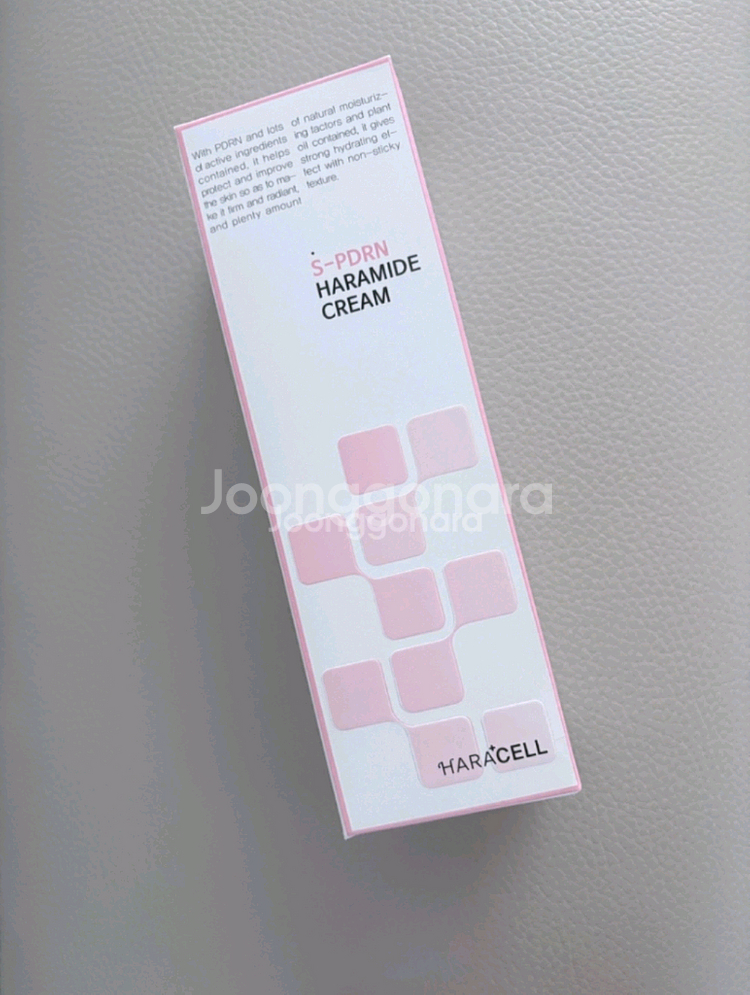 With PDRN and lots
of active ingredients
contained, it helps
protect and improve
the skin so as to ma-
ke it firm and radiant,
and plenty amount
of natural moisturiz-
ing factors and plant
oil contained, it gives
strong hydrating ef-
fect with non-sticky
texture.
S-PDRN
HARAMIDE
CREAM
Joonggonara
Joonggonara
HARACELL